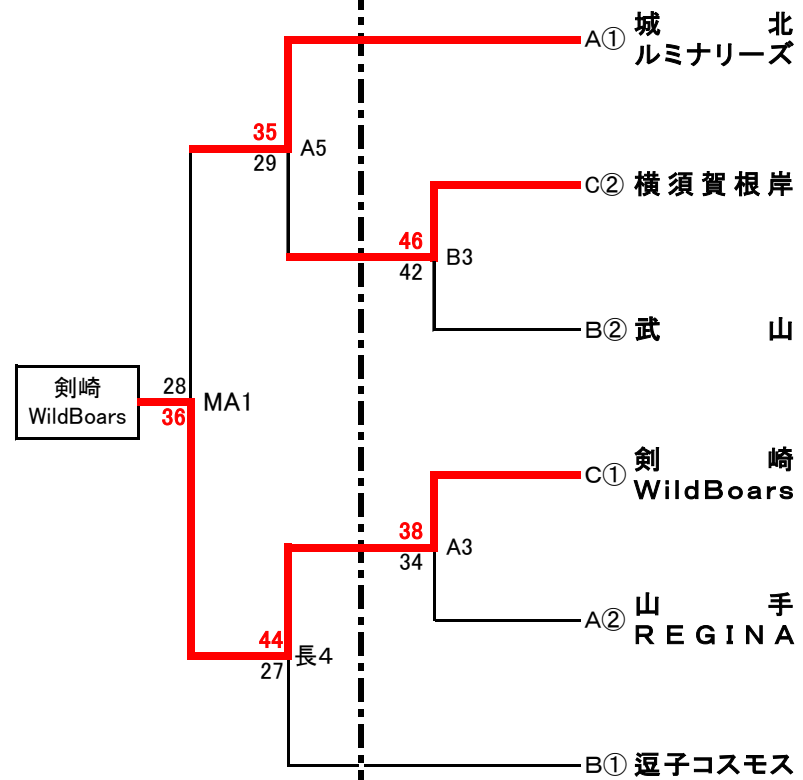 A① 城 北
ルミナリーズ
35
29
A5
C② 横須賀根岸
46
42
B3
B② 武 山
剣崎
WildBoars
28
36
MA1
C① 剣 崎
WildBoars
38
34
A3
A② 山 手
REGINA
44
27
長4
B① 逗子コスモス